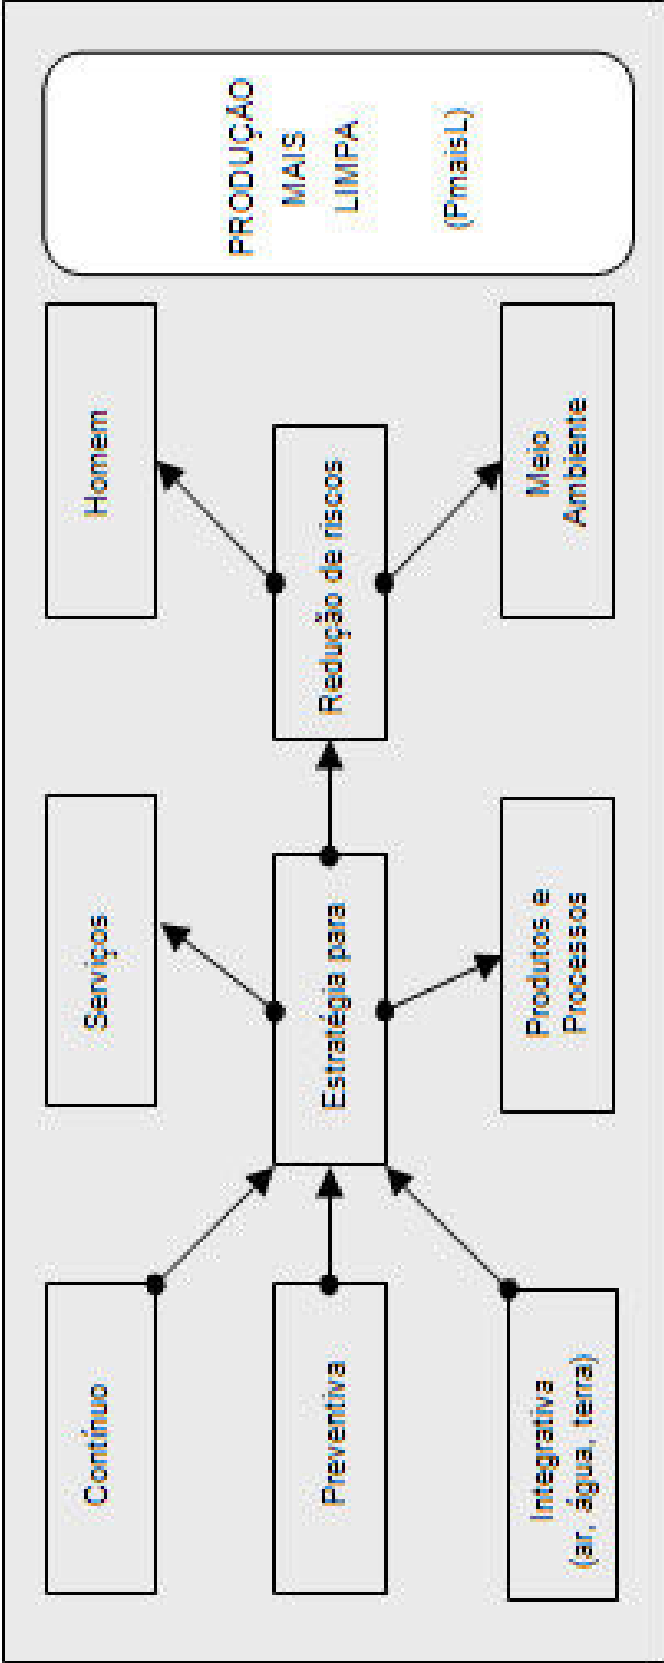 Contínuo
Preventiva
Integrativa
(ar, água, terra)
Serviços
Estratégia para
Produtos e
Processos
Homem
Redução de riscos
Meio
Ambiente
PRODUÇÃO
MAIS
LIMPA
(PmaisL)